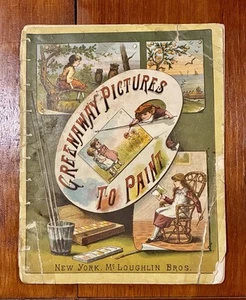 GREENAWAY PICTURES
TO PAINT
NEW YORK, MCLOUGHLIN BROS.